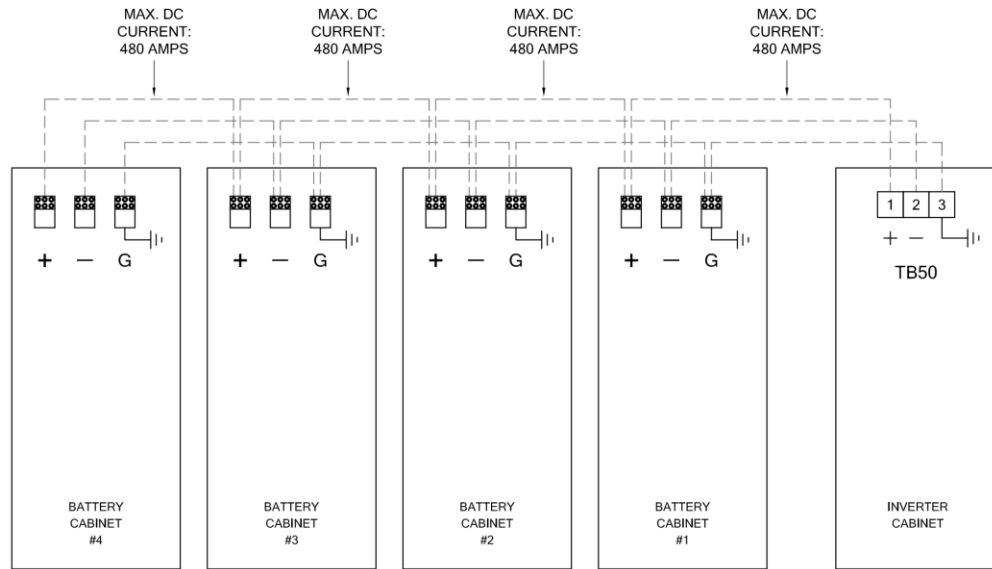 MAX. DC
CURRENT:
480 AMPS
MAX. DC
CURRENT:
480 AMPS
MAX. DC
CURRENT:
480 AMPS
MAX. DC
CURRENT:
480 AMPS
+ — G
BATTERY
CABINET
#4
+ — G
BATTERY
CABINET
#3
+ — G
BATTERY
CABINET
#2
+ — G
BATTERY
CABINET
#1
1 2 3
+ —
TB50
INVERTER
CABINET